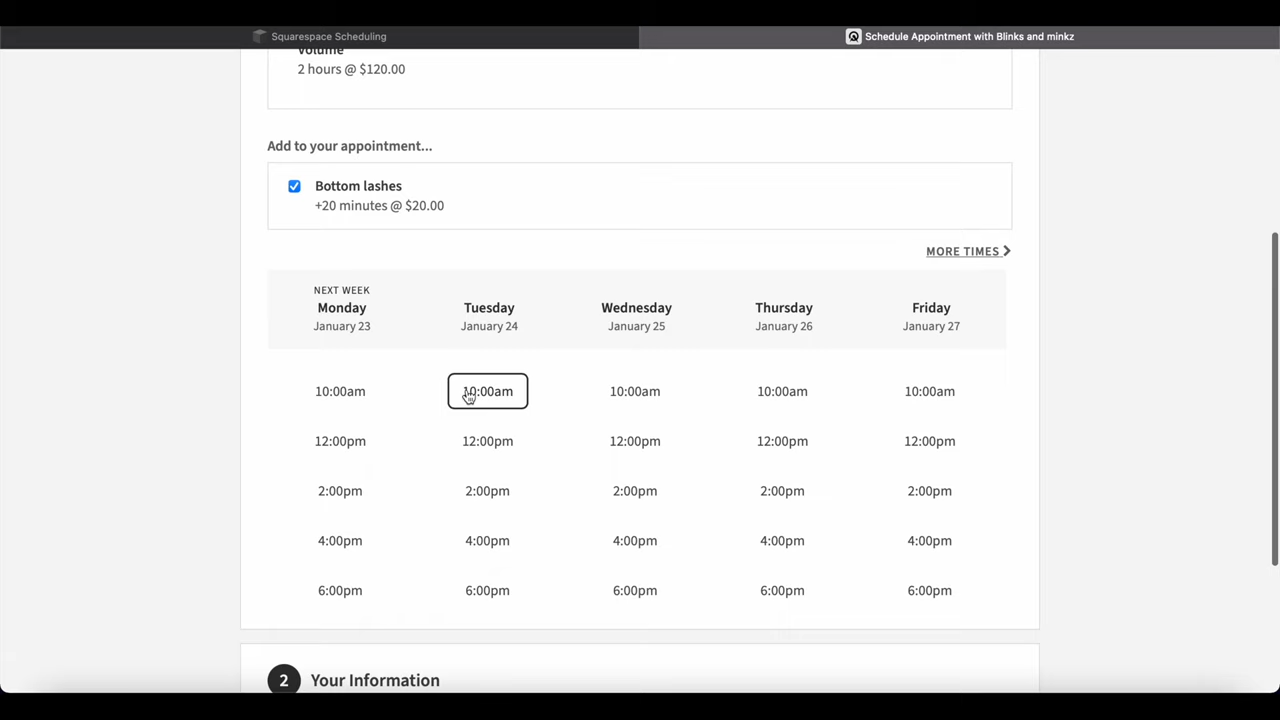 Squarespace Scheduling
Schedule Appointment with Blinks and minkz
Volume
2 hours @ $120.00
Add to your appointment...
Bottom lashes
+20 minutes @ $20.00
MORE TIMES
NEXT WEEK
Monday Tuesday Wednesday Thursday Friday
January 23 January 24 January 25 January 26 January 27
10:00am 10:00am 10:00am 10:00am 10:00am
12:00pm 12:00pm 12:00pm 12:00pm 12:00pm
2:00pm 2:00pm 2:00pm 2:00pm 2:00pm
4:00pm 4:00pm 4:00pm 4:00pm 4:00pm
6:00pm 6:00pm 6:00pm 6:00pm 6:00pm
2 Your Information